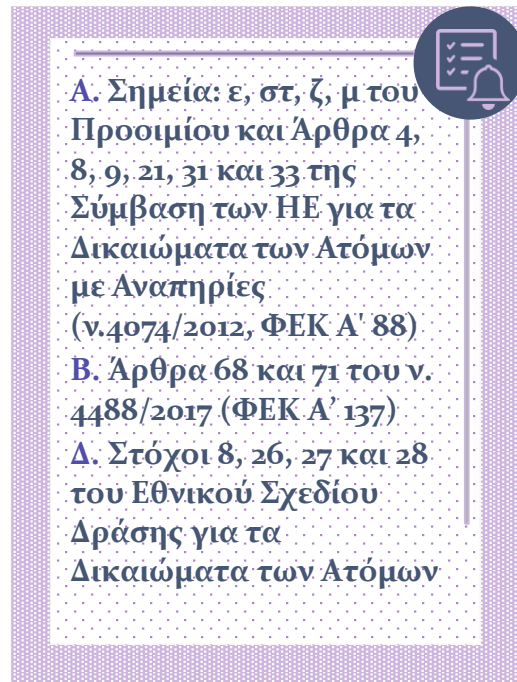 Α. Σημεία: ε, στ, ζ, μ του
Προοιμίου και Άρθρα 4,
8, 9, 21, 31 και 33 της
Σύμβαση των ΗΕ για τα
Δικαιώματα των Ατόμων
με Αναπηρίες
(ν.4074/2012, ΦΕΚ Α' 88)
Β. Άρθρα 68 και 71 του ν.
4488/2017 (ΦΕΚ Α’ 137)
Δ. Στόχοι 8, 26, 27 και 28
του Εθνικού Σχεδίου
Δράσης για τα
Δικαιώματα των Ατόμων